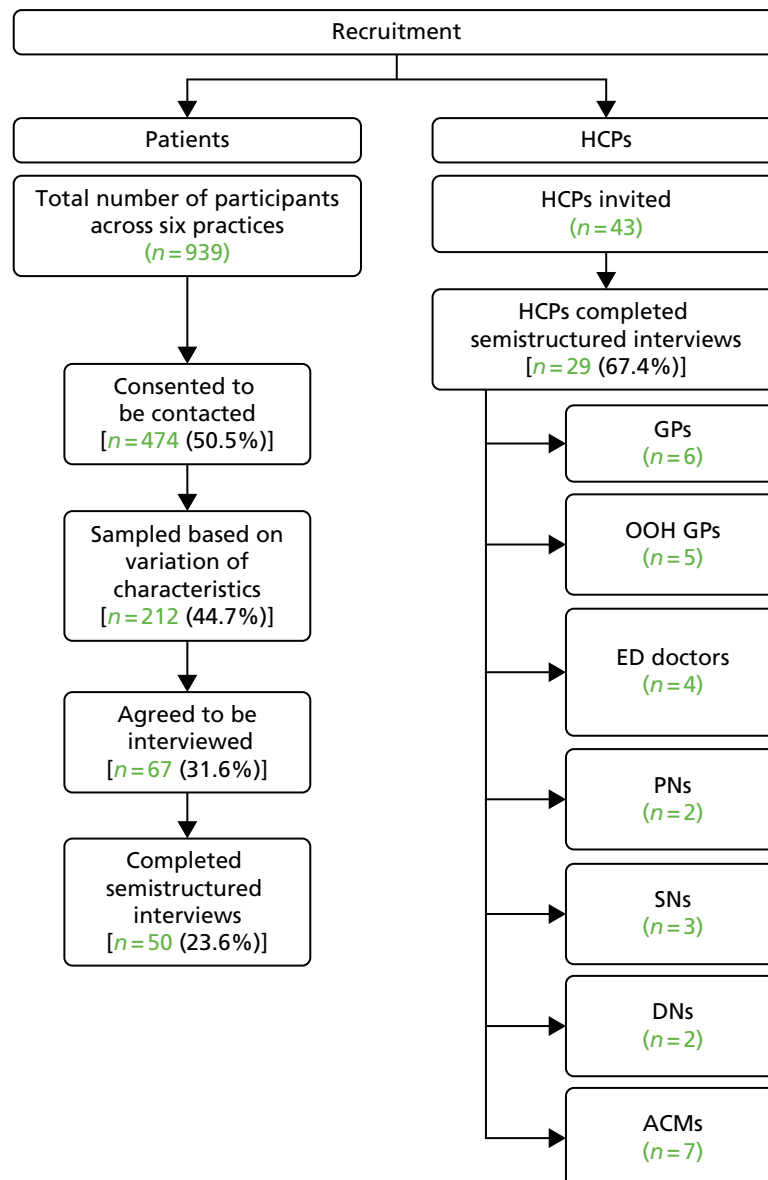 Recruitment
Patients
Total number of participants
across six practices
(n=939)
Consented to
be contacted
[n=474 (50.5%)]
Sampled based on
variation of
characteristics
[n=212 (44.7%)]
Agreed to be
interviewed
[n=67 (31.6%)]
Completed
semistructured
interviews
[n=50 (23.6%)]
HCPs
HCPs invited
(n=43)
HCPs completed
semistructured interviews
[n=29 (67.4%)]
GPs
(n=6)
OOH GPs
(n=5)
ED doctors
(n=4)
PNs
(n=2)
SNs
(n=3)
DNs
(n=2)
ACMs
(n=7)